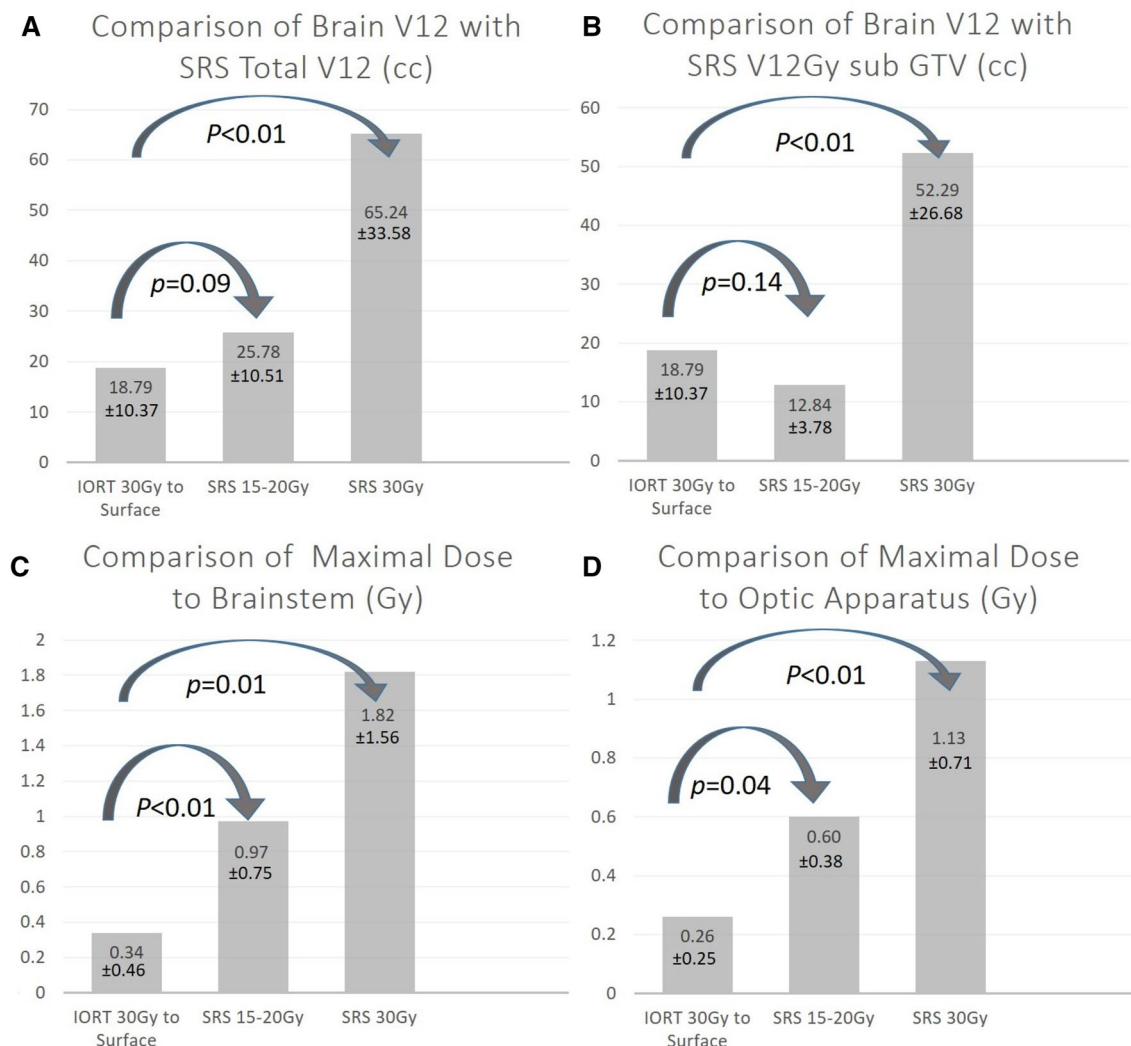 A
Comparison of Brain V12 with
SRS Total V12 (cc)
70
60
50
40
30
20
10
0
P<0.01
p=0.09
65.24
±33.58
25.78
±10.51
18.79
±10.37
IORT 30Gy to
Surface
SRS 15-20Gy
SRS 30Gy
B
Comparison of Brain V12 with
SRS V12Gy sub GTV (cc)
60
50
40
30
20
10
0
P<0.01
p=0.14
52.29
±26.68
18.79
±10.37
12.84
±3.78
IORT 30Gy to
Surface
SRS 15-20Gy
SRS 30Gy
C
Comparison of Maximal Dose
to Brainstem (Gy)
2
1.8
1.6
1.4
1.2
1
0.8
0.6
0.4
0.2
0
p=0.01
P<0.01
1.82
±1.56
0.97
±0.75
0.34
±0.46
IORT 30Gy to
Surface
SRS 15-20Gy
SRS 30Gy
D
Comparison of Maximal Dose
to Optic Apparatus (Gy)
1.2
1
0.8
0.6
0.4
0.2
0
P<0.01
p=0.04
1.13
±0.71
0.60
±0.38
0.26
±0.25
IORT 30Gy to
Surface
SRS 15-20Gy
SRS 30Gy